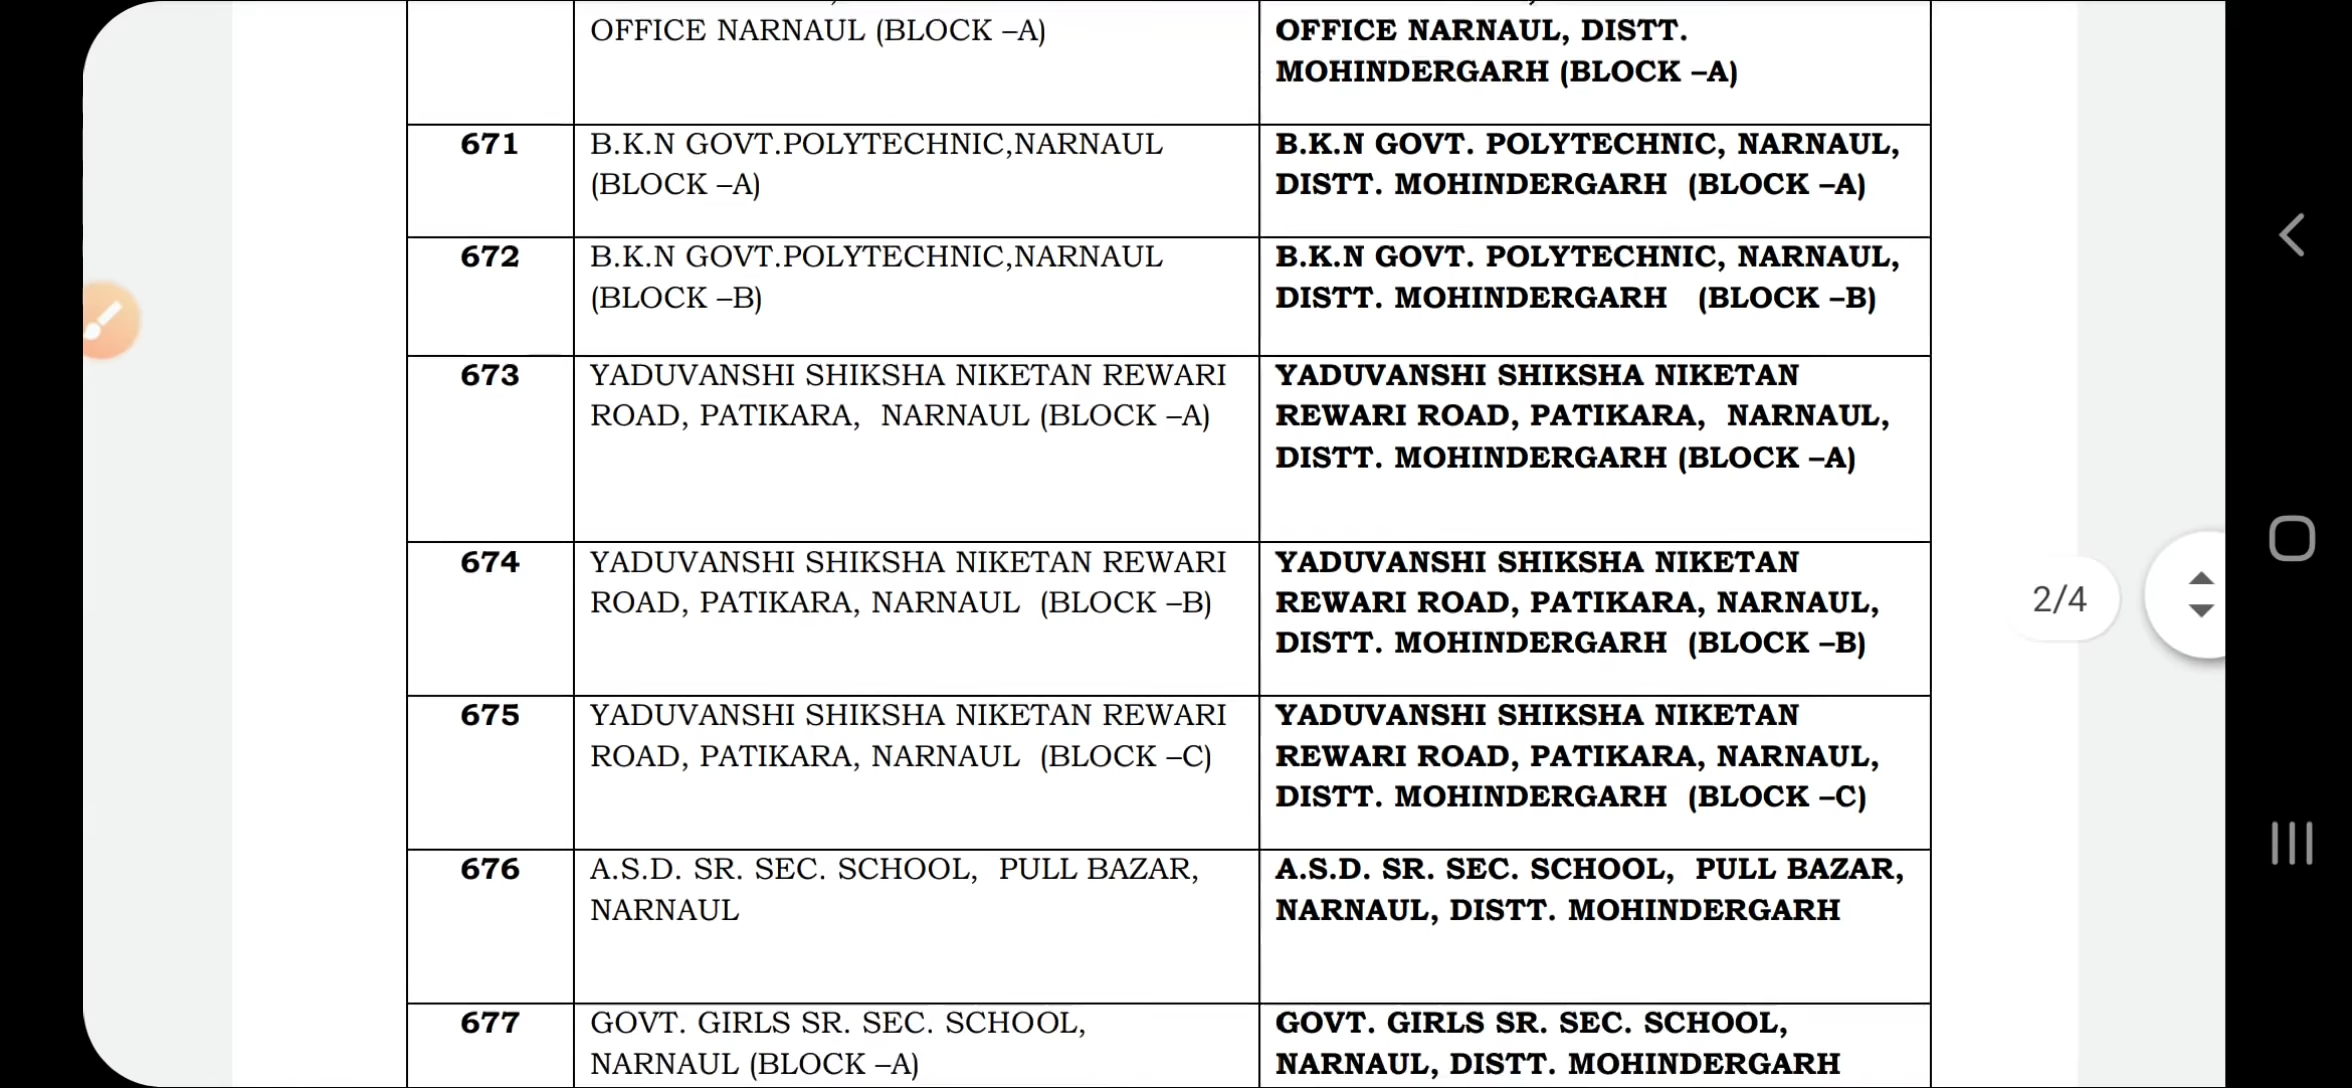 OFFICE NARNAUL (BLOCK –A)
OFFICE NARNAUL, DISTT.
MOHINDERGARH (BLOCK –A)
671
B.K.N GOVT.POLYTECHNIC,NARNAUL
(BLOCK –A)
B.K.N GOVT. POLYTECHNIC, NARNAUL,
DISTT. MOHINDERGARH (BLOCK –A)
672
B.K.N GOVT.POLYTECHNIC,NARNAUL
(BLOCK –B)
B.K.N GOVT. POLYTECHNIC, NARNAUL,
DISTT. MOHINDERGARH (BLOCK –B)
673
YADUVANSHI SHIKSHA NIKETAN REWARI
ROAD, PATIKARA, NARNAUL (BLOCK –A)
YADUVANSHI SHIKSHA NIKETAN
REWARI ROAD, PATIKARA, NARNAUL,
DISTT. MOHINDERGARH (BLOCK –A)
674
YADUVANSHI SHIKSHA NIKETAN REWARI
ROAD, PATIKARA, NARNAUL (BLOCK –B)
YADUVANSHI SHIKSHA NIKETAN
REWARI ROAD, PATIKARA, NARNAUL,
DISTT. MOHINDERGARH (BLOCK –B)
2/4
675
YADUVANSHI SHIKSHA NIKETAN REWARI
ROAD, PATIKARA, NARNAUL (BLOCK –C)
YADUVANSHI SHIKSHA NIKETAN
REWARI ROAD, PATIKARA, NARNAUL,
DISTT. MOHINDERGARH (BLOCK –C)
676
A.S.D. SR. SEC. SCHOOL, PULL BAZAR,
NARNAUL
A.S.D. SR. SEC. SCHOOL, PULL BAZAR,
NARNAUL, DISTT. MOHINDERGARH
677
GOVT. GIRLS SR. SEC. SCHOOL,
NARNAUL (BLOCK –A)
GOVT. GIRLS SR. SEC. SCHOOL,
NARNAUL, DISTT. MOHINDERGARH